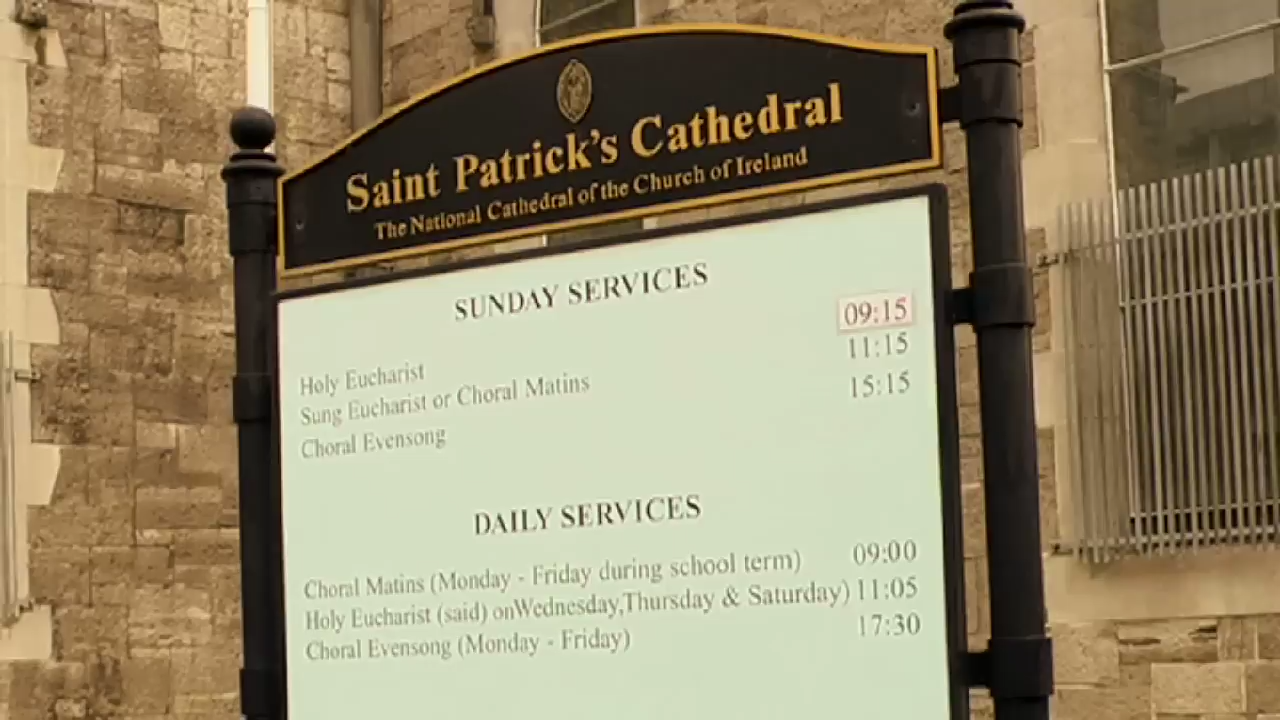 Saint Patrick's Cathedral
The National Cathedral of the Church of Ireland
SUNDAY SERVICES
Holy Eucharist 09:15
Sung Eucharist or Choral Matins 11:15
Choral Evensong 15:15
DAILY SERVICES
Choral Matins (Monday - Friday during school term) 09:00
Holy Eucharist (said) onWednesday,Thursday & Saturday) 11:05
Choral Evensong (Monday - Friday) 17:30